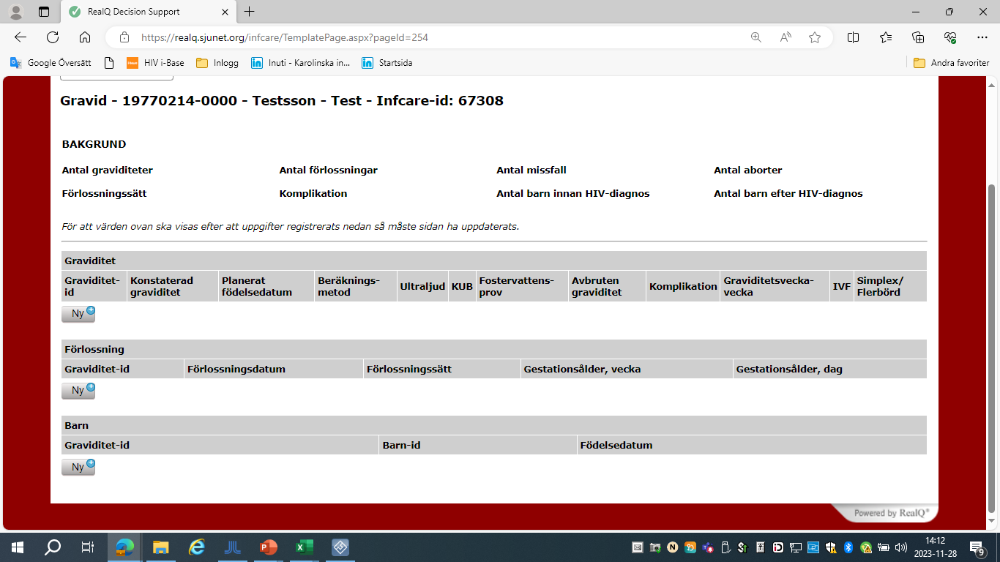 RealQ Decision Support
https://realq.sjunet.org/infcare/TemplatePage.aspx?pageId=254
Google Översätt
HIV i-Base
Inlogg
Inuti - Karolinska in...
Startsida
Andra favoriter
Gravid - 19770214-0000 - Testsson - Test - Infcare-id: 67308
BAKGRUND
Antal graviditeter Antal förlossningar Antal missfall Antal aborter
Förlossningssätt Komplikation Antal barn innan HIV-diagnos Antal barn efter HIV-diagnos
För att värden ovan ska visas efter att uppgifter registrerats nedan så måste sidan ha uppdaterats.
Graviditet
Graviditet-id Konstaterad graviditet Planerat födelsedatum Beräknings-metod Ultraljud KUB Fostervattens-prov Avbruten graviditet Komplikation Graviditetsvecka-vecka IVF Simplex/Flerbörd
Ny
Förlossning
Graviditet-id Förlossningsdatum Förlossningssätt Gestationsålder, vecka Gestationsålder, dag
Ny
Barn
Graviditet-id Barn-id Födelsedatum
Ny
Powered by RealQ®
14:12
2023-11-28
9